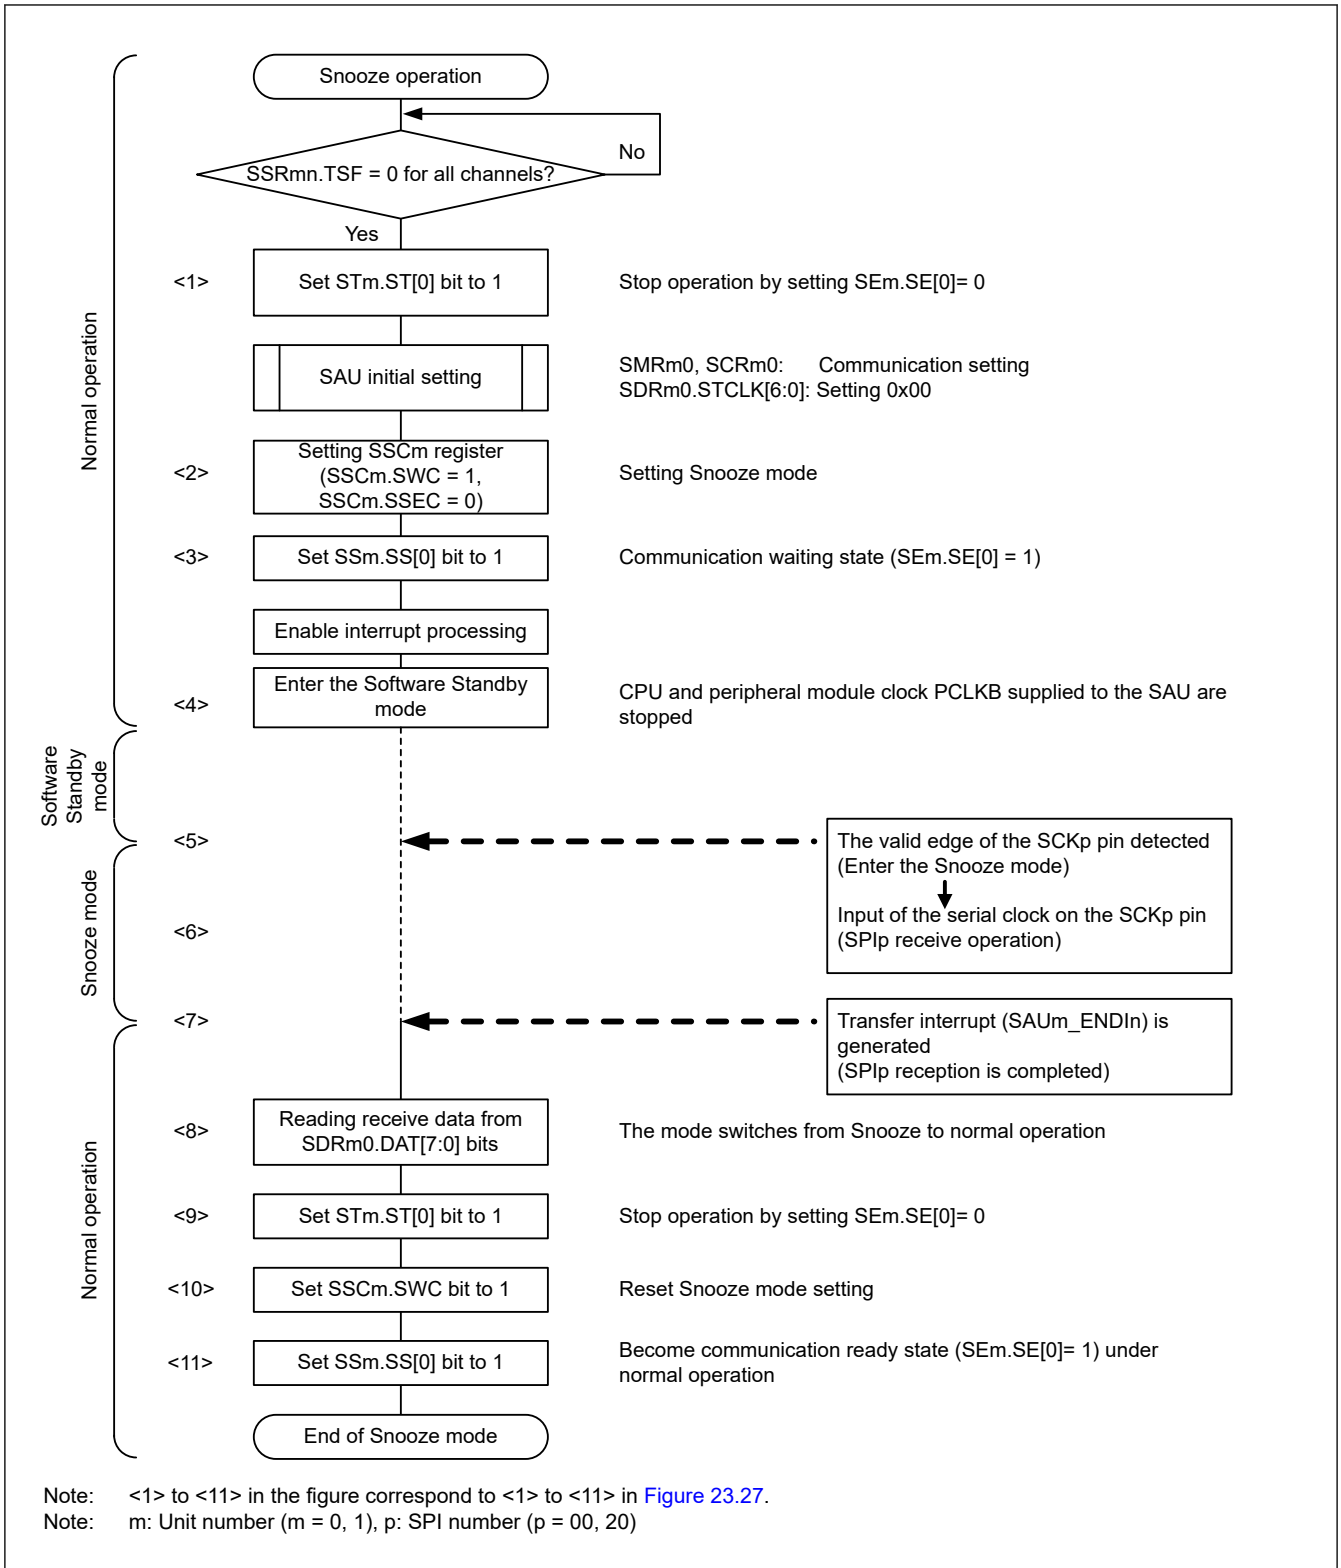 Snooze operation
SSRmn.TSF = 0 for all channels?
No
Yes
<1>
Set STm.ST[0] bit to 1
Stop operation by setting SEm.SE[0]= 0
SAU initial setting
SMRm0, SCRm0: Communication setting
SDRm0.STCLK[6:0]: Setting 0x00
Normal operation
<2>
Setting SSCm register
(SSCm.SWC = 1,
SSCm.SSEC = 0)
Setting Snooze mode
<3>
Set SSm.SS[0] bit to 1
Communication waiting state (SEm.SE[0] = 1)
Enable interrupt processing
<4>
Enter the Software Standby
mode
CPU and peripheral module clock PCLKB supplied to the SAU are
stopped
Software
Standby
mode
<5>
The valid edge of the SCKp pin detected
(Enter the Snooze mode)
Input of the serial clock on the SCKp pin
(SPIp receive operation)
Snooze mode
<6>
<7>
Transfer interrupt (SAUm_ENDIn) is
generated
(SPIp reception is completed)
<8>
Reading receive data from
SDRm0.DAT[7:0] bits
The mode switches from Snooze to normal operation
Normal operation
<9>
Set STm.ST[0] bit to 1
Stop operation by setting SEm.SE[0]= 0
<10>
Set SSCm.SWC bit to 1
Reset Snooze mode setting
<11>
Set SSm.SS[0] bit to 1
Become communication ready state (SEm.SE[0]= 1) under
normal operation
End of Snooze mode
Note: <1> to <11> in the figure correspond to <1> to <11> in Figure 23.27.
Note: m: Unit number (m = 0, 1), p: SPI number (p = 00, 20)